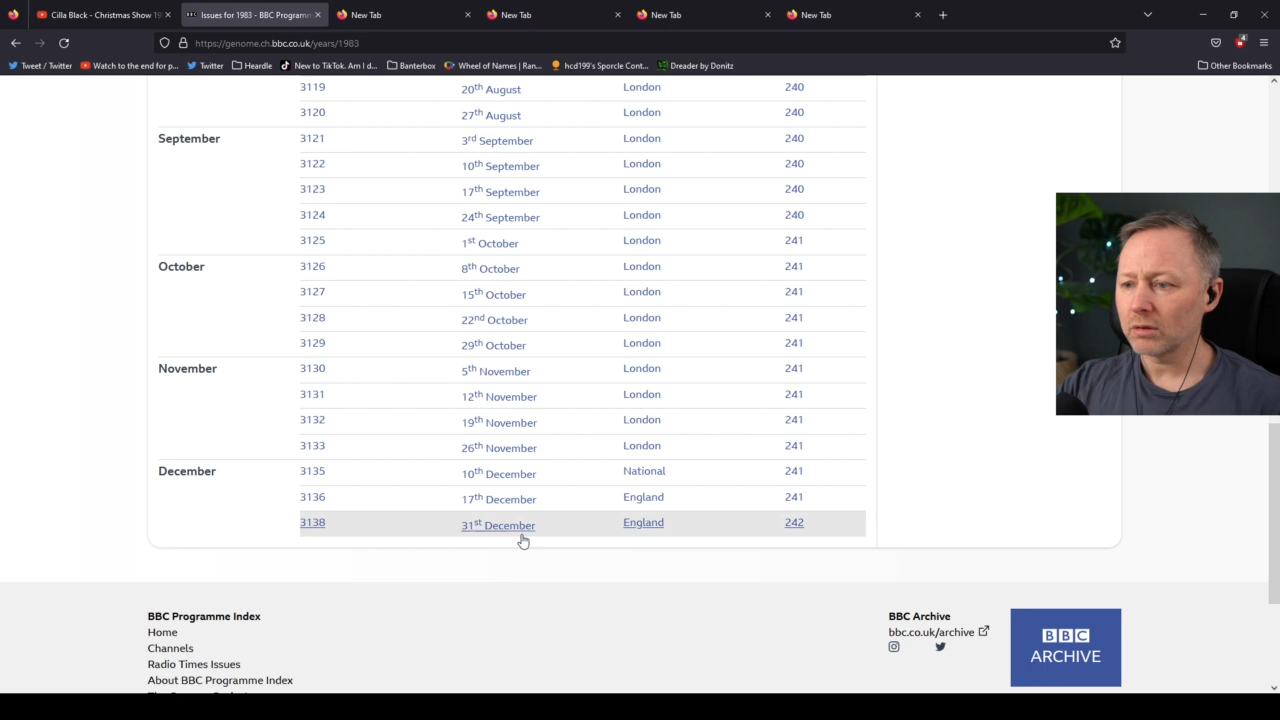 Cilla Black - Christmas Show 19
Issues for 1983 - BBC Programm
New Tab
New Tab
New Tab
New Tab
https://genome.ch.bbc.co.uk/years/1983
4
Tweet / Twitter
Watch to the end for p...
Twitter
Heardle
New to TikTok. Am I d...
Banterbox
Wheel of Names | Ran...
hcd199's Sporcle Cont...
Dreader by Donitz
Other Bookmarks
3119 20th August London 240
3120 27th August London 240
September 3121 3rd September London 240
3122 10th September London 240
3123 17th September London 240
3124 24th September London 240
3125 1st October London 241
October 3126 8th October London 241
3127 15th October London 241
3128 22nd October London 241
3129 29th October London 241
November 3130 5th November London 241
3131 12th November London 241
3132 19th November London 241
3133 26th November London 241
December 3135 10th December National 241
3136 17th December England 241
3138 31st December England 242
BBC Programme Index
Home
Channels
Radio Times Issues
About BBC Programme Index
BBC Archive
bbc.co.uk/archive
BBC
ARCHIVE